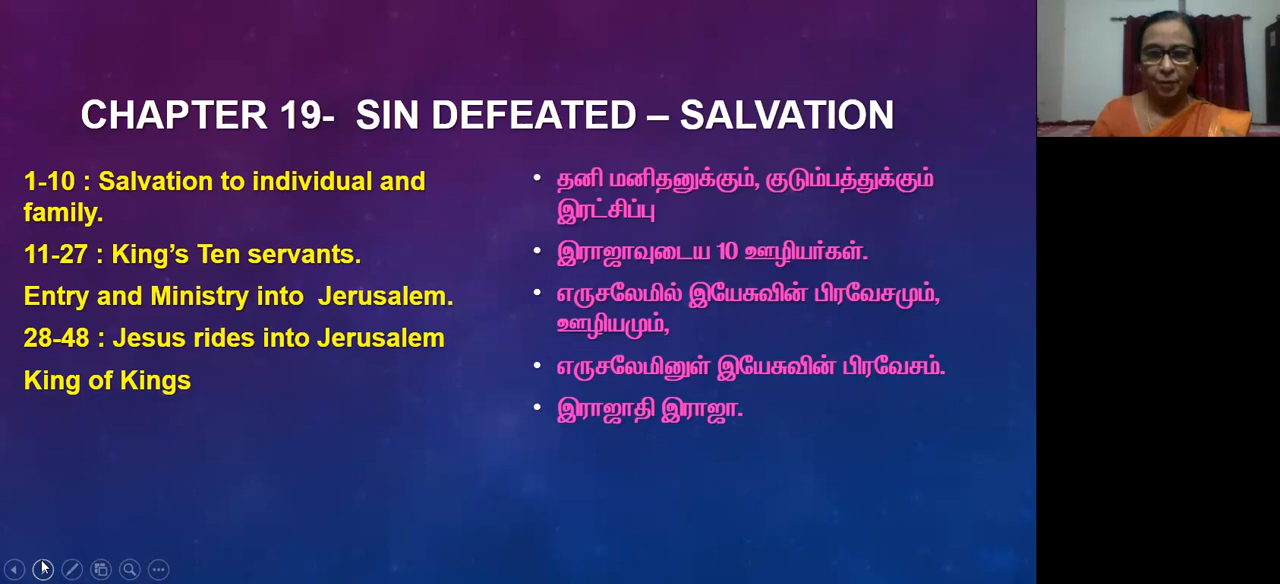 CHAPTER 19- SIN DEFEATED – SALVATION
1-10 : Salvation to individual and
family.
11-27 : King’s Ten servants.
Entry and Ministry into Jerusalem.
28-48 : Jesus rides into Jerusalem
King of Kings
• தனி மனிதனுக்கும், குடும்பத்துக்கும்
இரட்சிப்பு
• இராஜாவுடைய 10 ஊழியர்கள்.
• எருசலேமில் இயேசுவின் பிரவேசமும்,
ஊழியமும்,
• எருசலேமினுள் இயேசுவின் பிரவேசம்.
• இராஜாதி இராஜா.